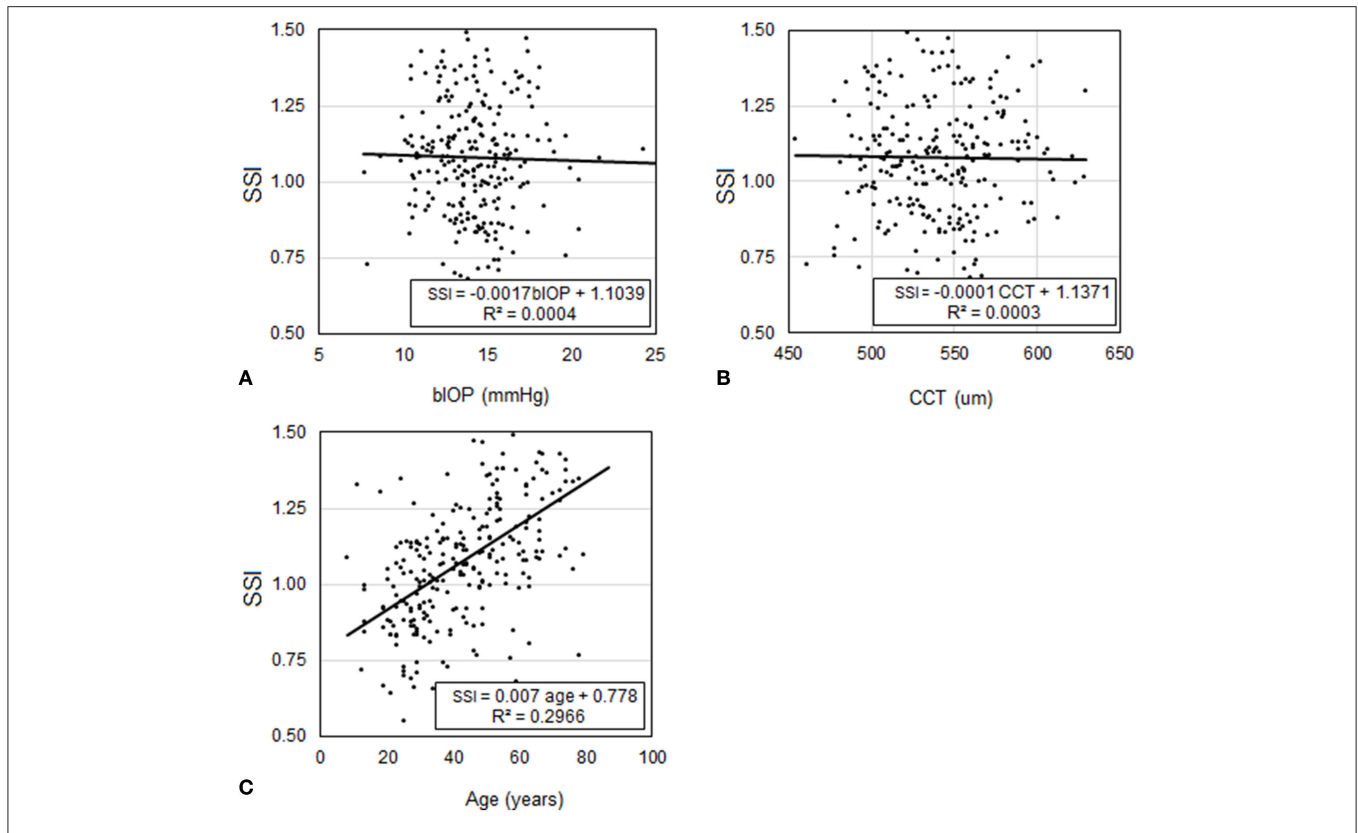 1.50
1.25
1.00
0.75
0.50
SSI
SSI = -0.0017bIOP + 1.1039
R² = 0.0004
5 10 15 20 25
A
bIOP (mmHg)
1.50
1.25
1.00
0.75
0.50
SSI
SSI = -0.0001 CCT + 1.1371
R² = 0.0003
450 500 550 600 650
B
CCT (um)
1.50
1.25
1.00
0.75
0.50
SSI
SSI = 0.007 age + 0.778
R² = 0.2966
0 20 40 60 80 100
C
Age (years)